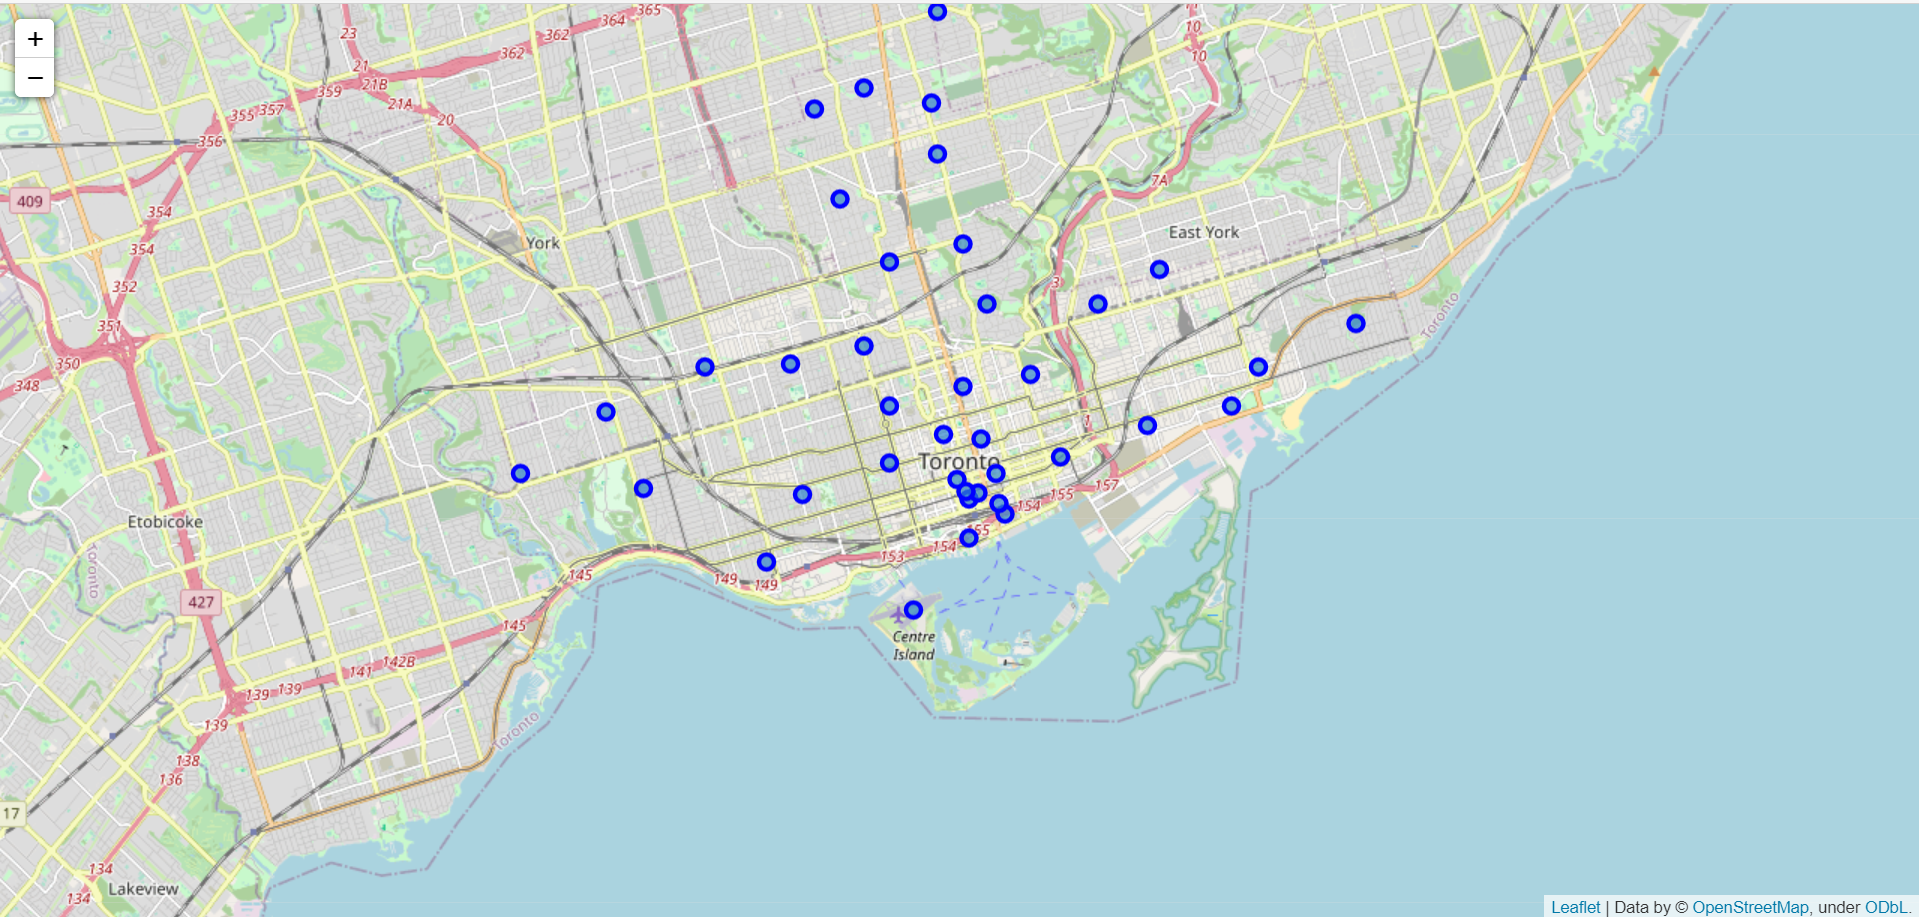 +
−
23
364
365
362
362
10
10
21
21B
359
21A
20
355
357
356
7A
409
354
354
York
East York
352
3
351
350
348
Toronto
1
Toronto
157
155
154
155
154
153
Etobicoke
Toronto
145
149
149
427
145
Centre
Island
142B
141
139
139
139
Toronto
138
136
17
134
134
Lakeview
Leaflet | Data by © OpenStreetMap, under ODbL.